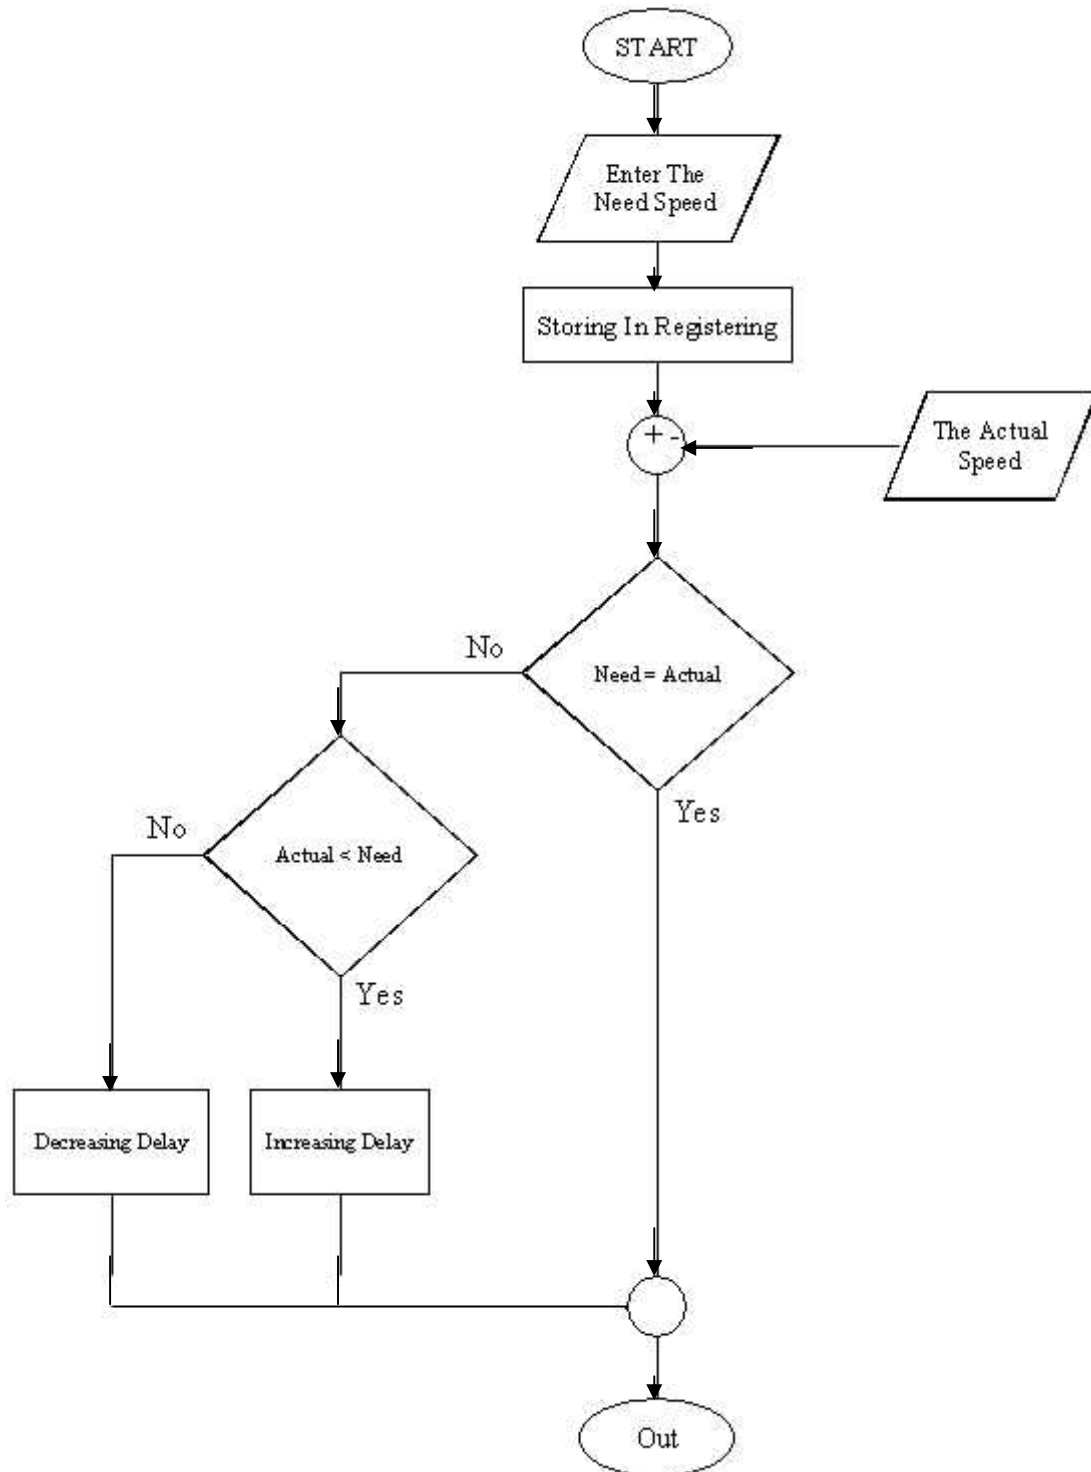 START
Enter The
Need Speed
Storing In Registering
+ -
The Actual
Speed
Need = Actual
No
Yes
Actual < Need
No
Yes
Decreasing Delay
Increasing Delay
Out